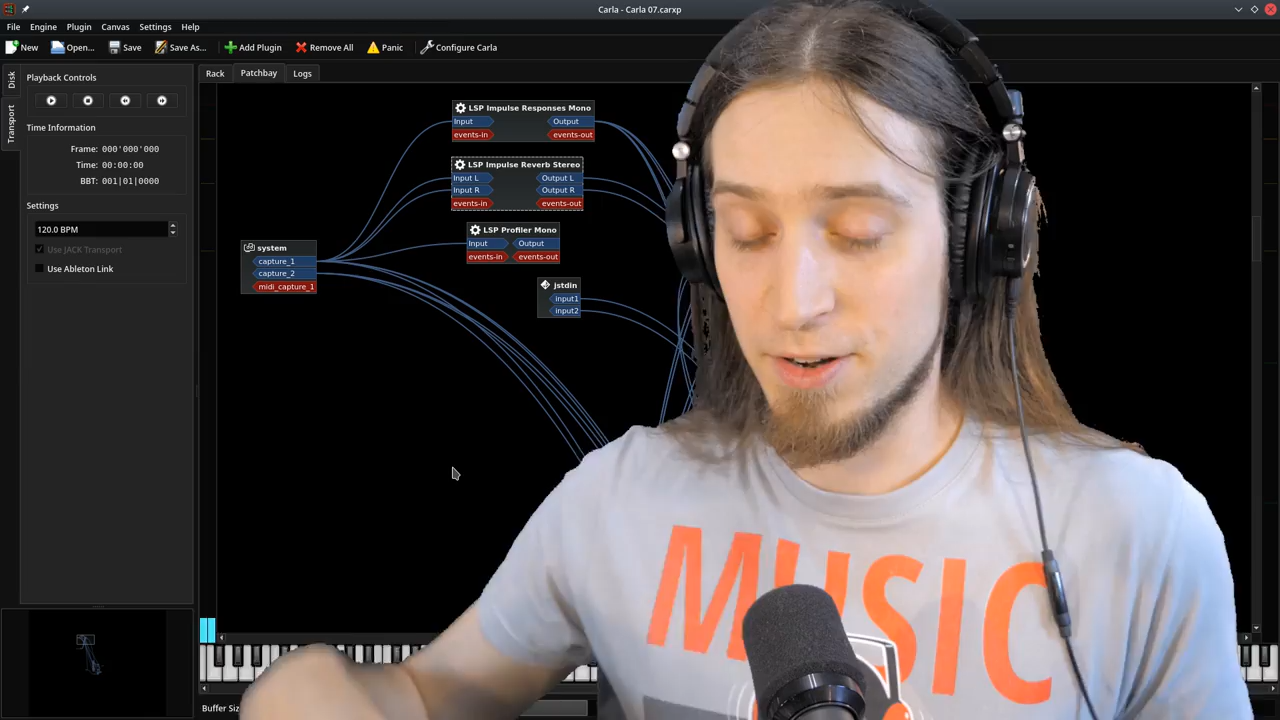 Carla - Carla 07.carxp
File Engine Plugin Canvas Settings Help
New Open... Save Save As... Add Plugin Remove All Panic Configure Carla
Disk
Transport
Playback Controls
Time Information
Frame: 000'000'000
Time: 00:00:00
BBT: 001|01|0000
Settings
120.0 BPM
Use JACK Transport
Use Ableton Link
Rack Patchbay Logs
LSP Impulse Responses Mono
Input Output
events-in events-out
LSP Impulse Reverb Stereo
Input L Output L
Input R Output R
events-in events-out
LSP Profiler Mono
Input Output
events-in events-out
system
capture_1
capture_2
midi_capture_1
jstdin
input1
input2
MUSIC
Buffer